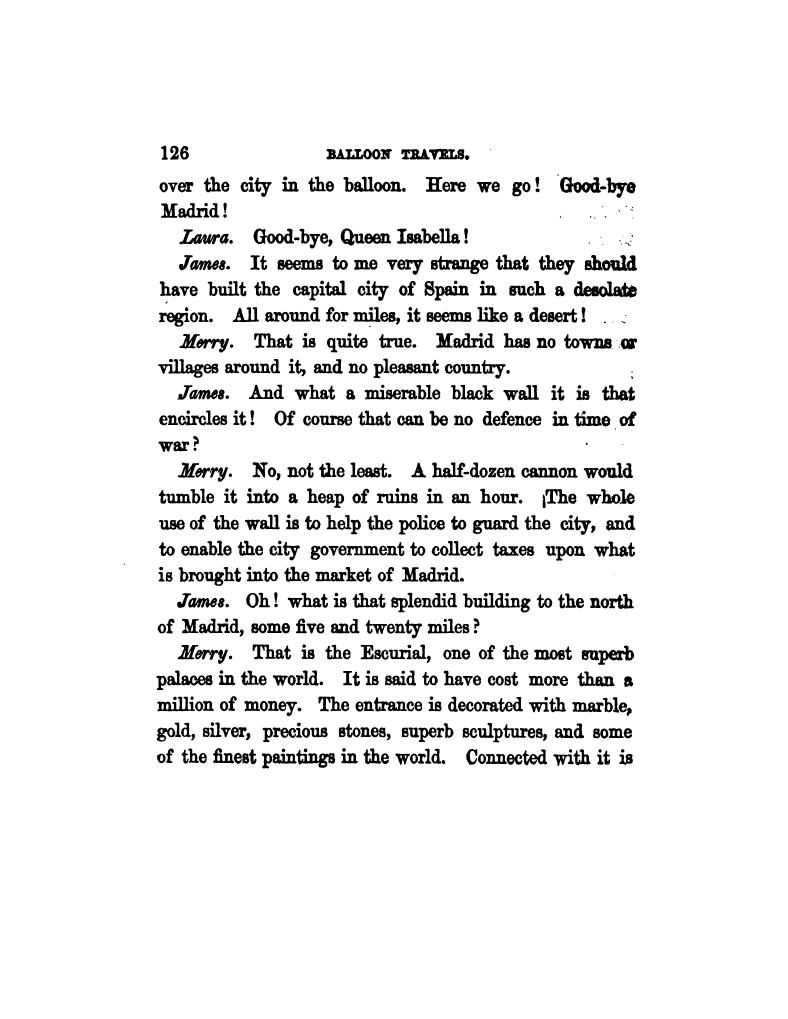 126 BALLOON TRAVELS.
over the city in the balloon. Here we go! Good-bye
Madrid!
Laura. Good-bye, Queen Isabella!
James. It seems to me very strange that they should
have built the capital city of Spain in such a desolate
region. All around for miles, it seems like a desert!
Merry. That is quite true. Madrid has no towns or
villages around it, and no pleasant country.
James. And what a miserable black wall it is that
encircles it! Of course that can be no defence in time of
war?
Merry. No, not the least. A half-dozen cannon would
tumble it into a heap of ruins in an hour. The whole
use of the wall is to help the police to guard the city, and
to enable the city government to collect taxes upon what
is brought into the market of Madrid.
James. Oh! what is that splendid building to the north
of Madrid, some five and twenty miles?
Merry. That is the Escurial, one of the most superb
palaces in the world. It is said to have cost more than a
million of money. The entrance is decorated with marble,
gold, silver, precious stones, superb sculptures, and some
of the finest paintings in the world. Connected with it is